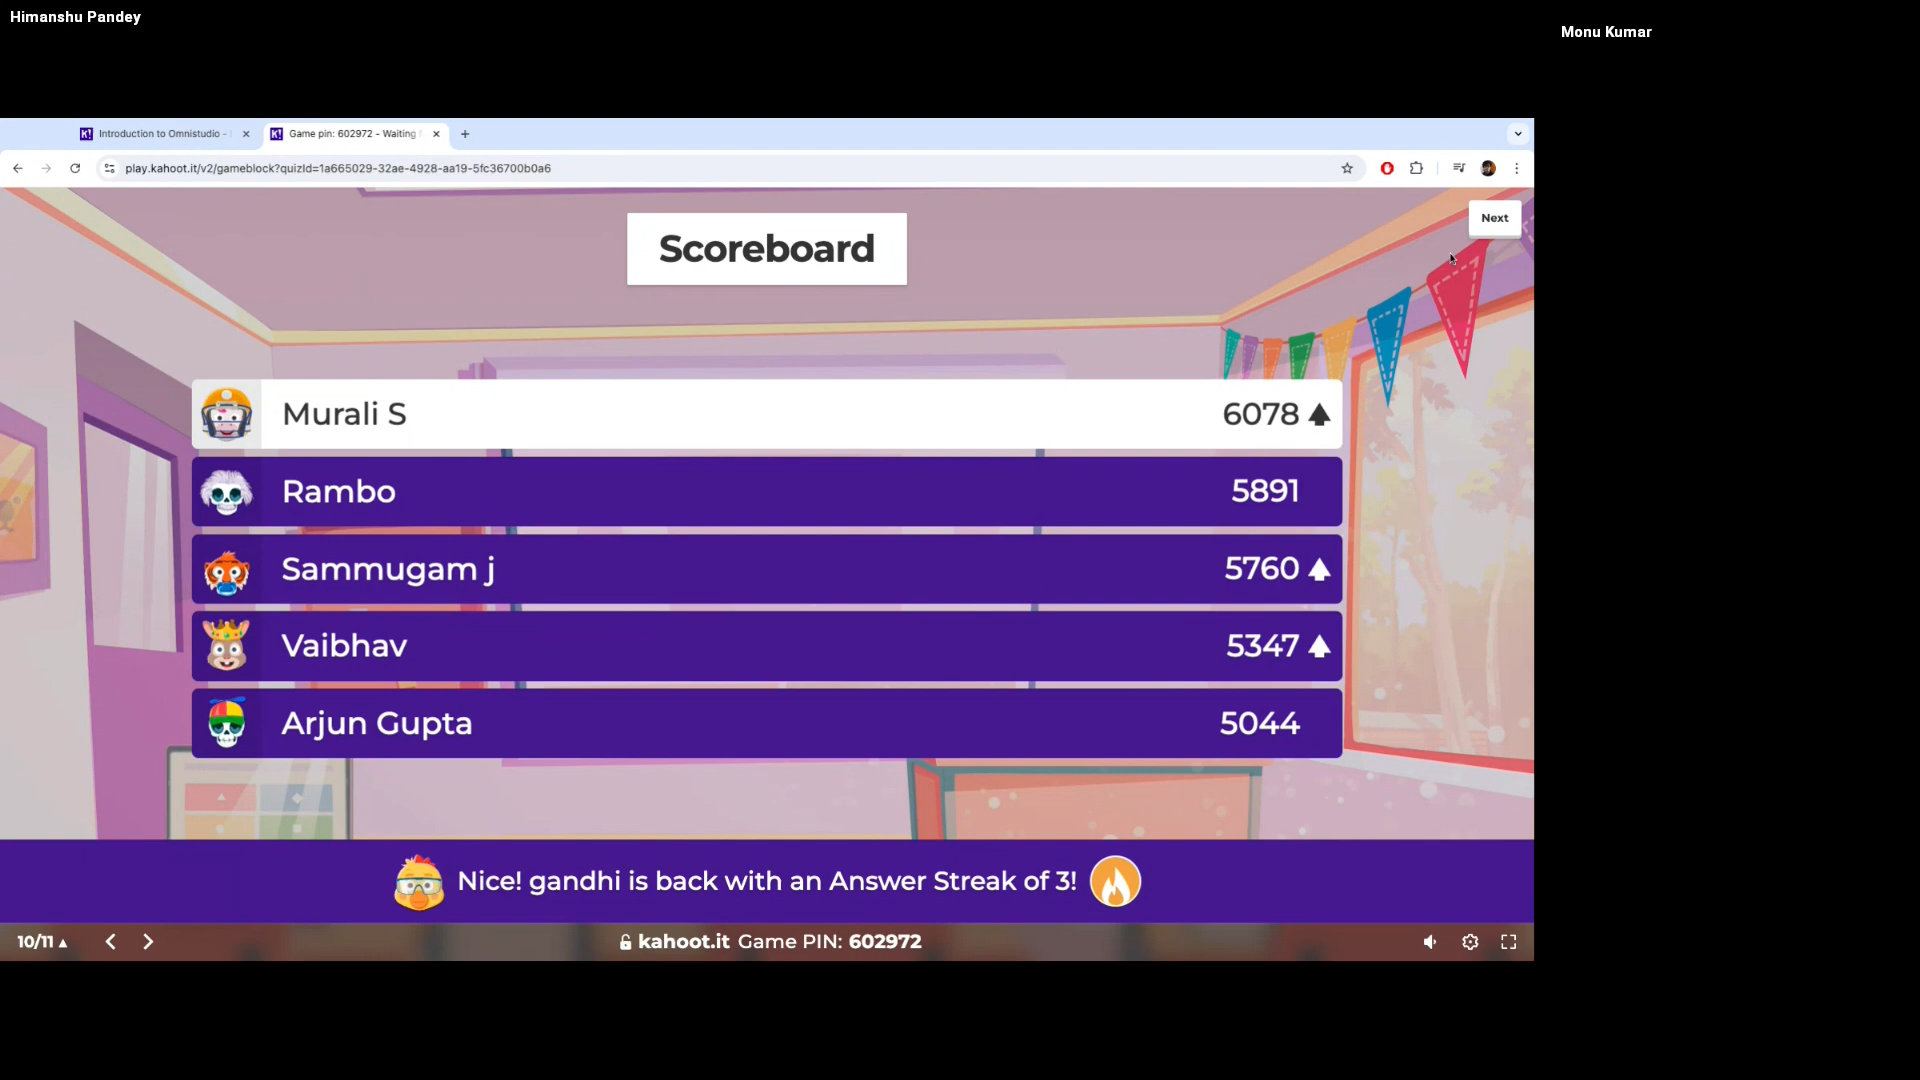 Himanshu Pandey
Monu Kumar
Introduction to Omnistudio -
Game pin: 602972 - Waiting
play.kahoot.it/v2/gameblock?quizId=1a665029-32ae-4928-aa19-5fc36700b0a6
Next
Scoreboard
Murali S 6078
Rambo 5891
Sammugam j 5760
Vaibhav 5347
Arjun Gupta 5044
Nice! gandhi is back with an Answer Streak of 3!
10/11
kahoot.it Game PIN: 602972